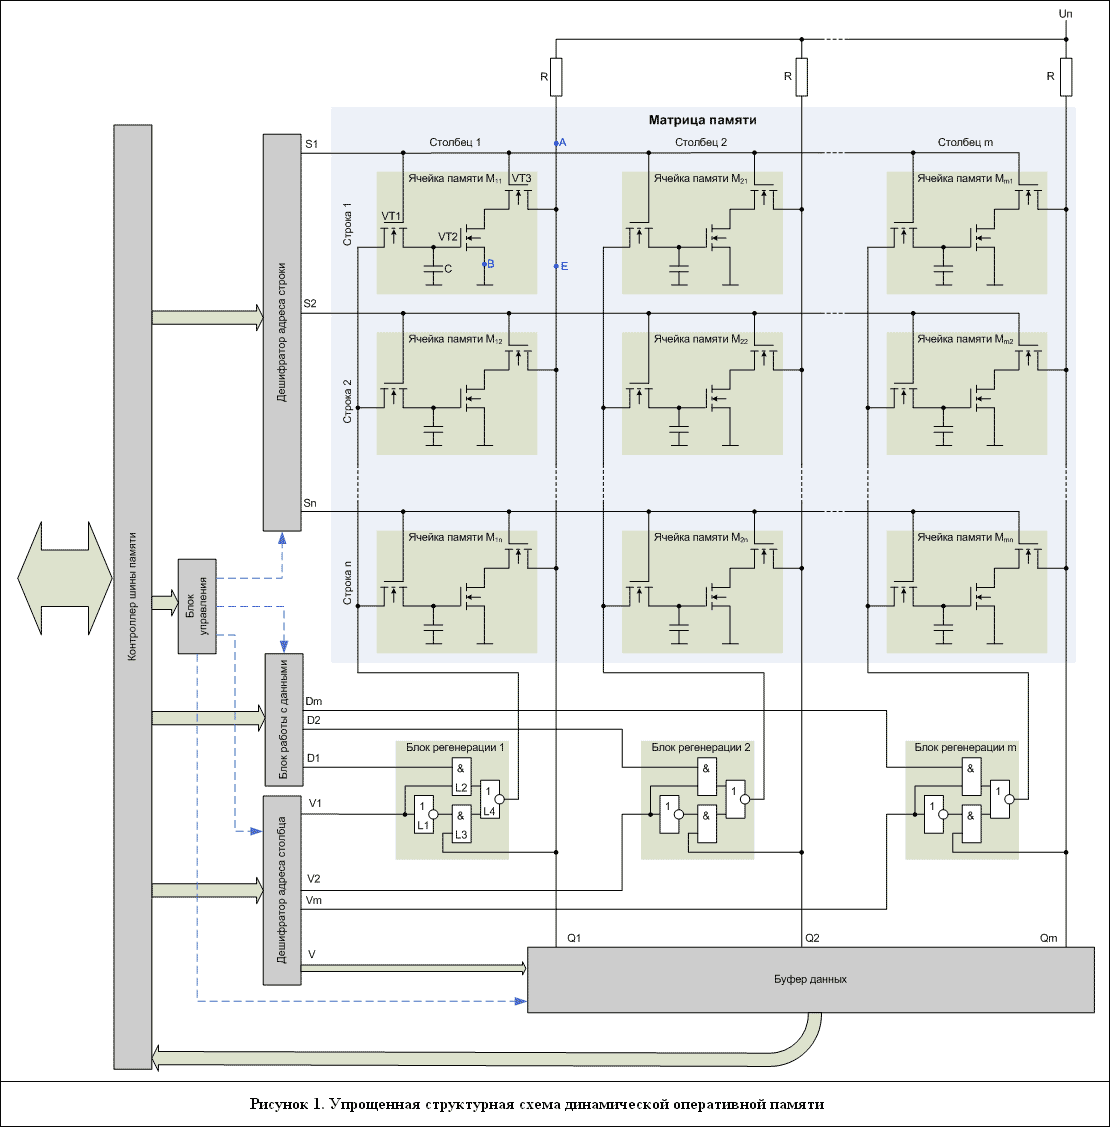 Uп
R R R
Матрица памяти
A
S1
Столбец 1 Столбец 2 Столбец m
Ячейка памяти M11 Ячейка памяти M21 Ячейка памяти Mm1
VT3
VT1
VT2
C
B
E
Строка 1
S2
Ячейка памяти M12 Ячейка памяти M22 Ячейка памяти Mm2
Строка 2
Sn
Ячейка памяти M1n Ячейка памяти M2n Ячейка памяти Mmn
Строка n
Дешифратор адреса строки
Контроллер шины памяти
Блок управления
Блок работы с данными
Dm
D2
D1
Блок регенерации 1 Блок регенерации 2 Блок регенерации m
& & &
L2
1 1 1
L4
1 1 1
L1
& & &
L3
V1
V2
Vm
V
Дешифратор адреса столбца
Q1 Q2 Qm
Буфер данных
Рисунок 1. Упрощенная структурная схема динамической оперативной памяти